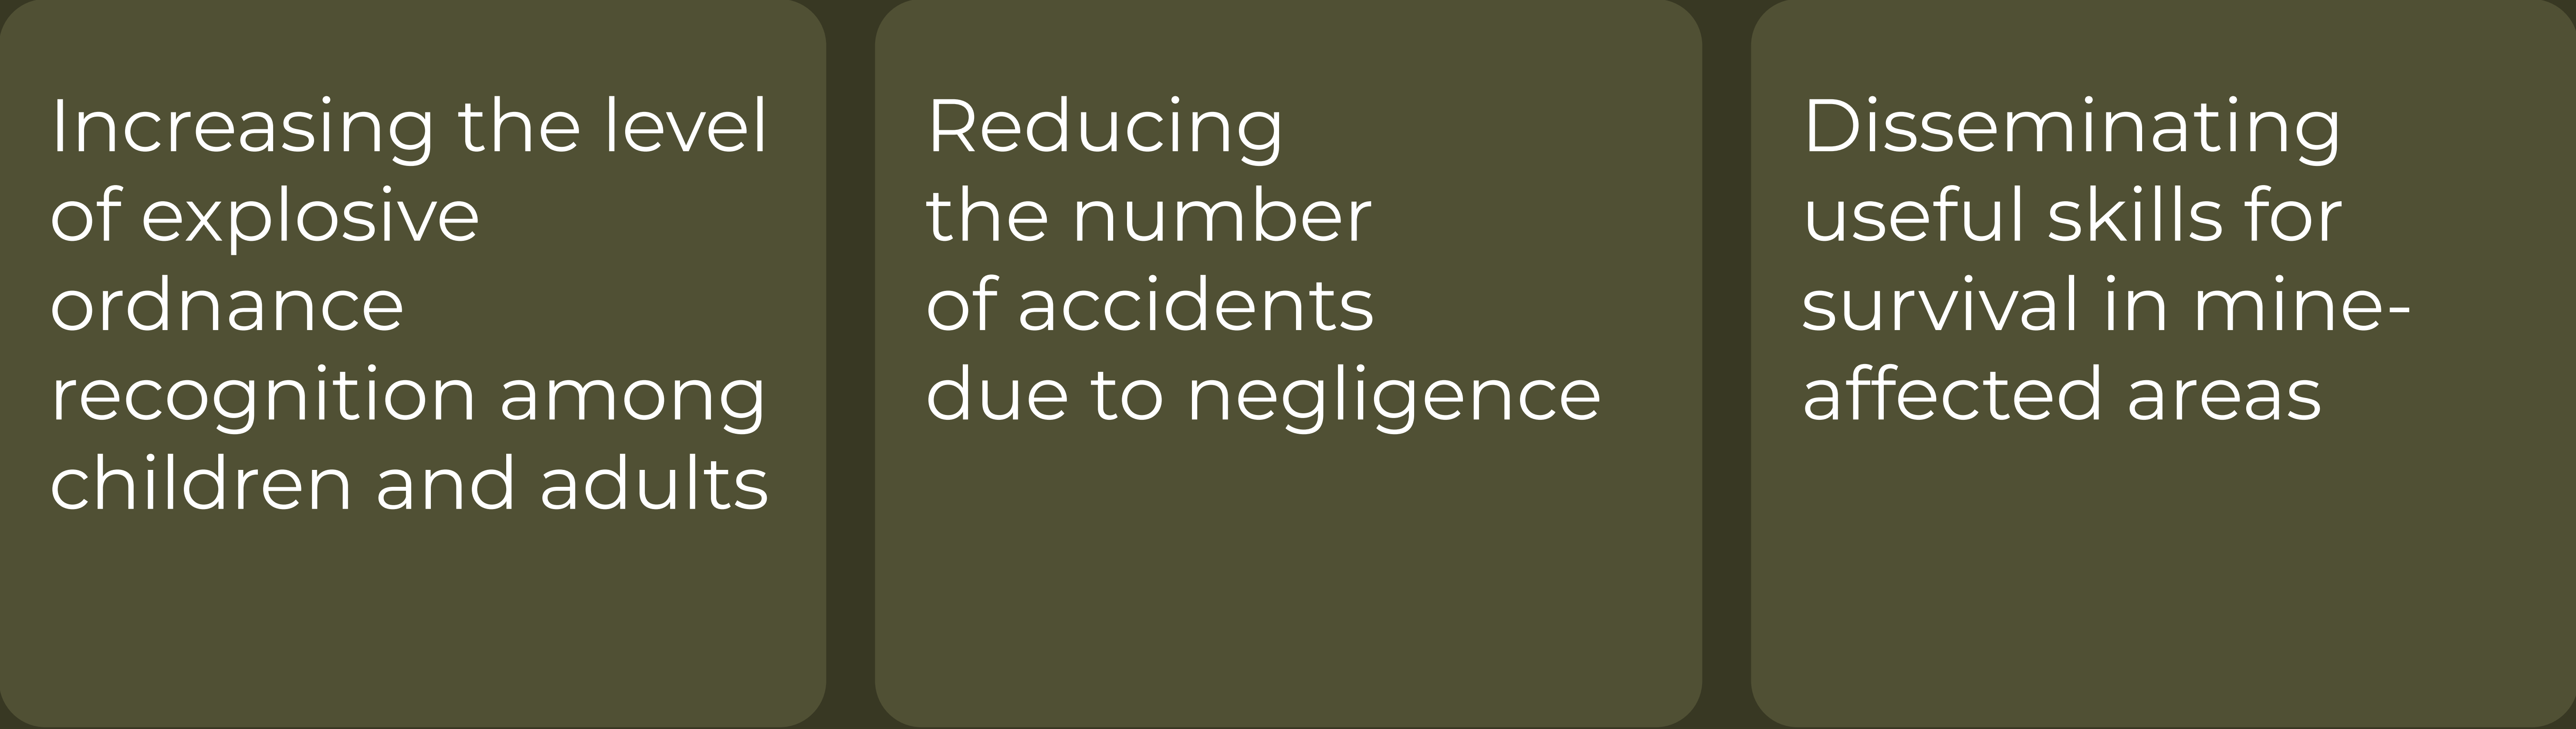 Increasing the level
of explosive
ordnance
recognition among
children and adults
Reducing
the number
of accidents
due to negligence
Disseminating
useful skills for
survival in mine-
affected areas